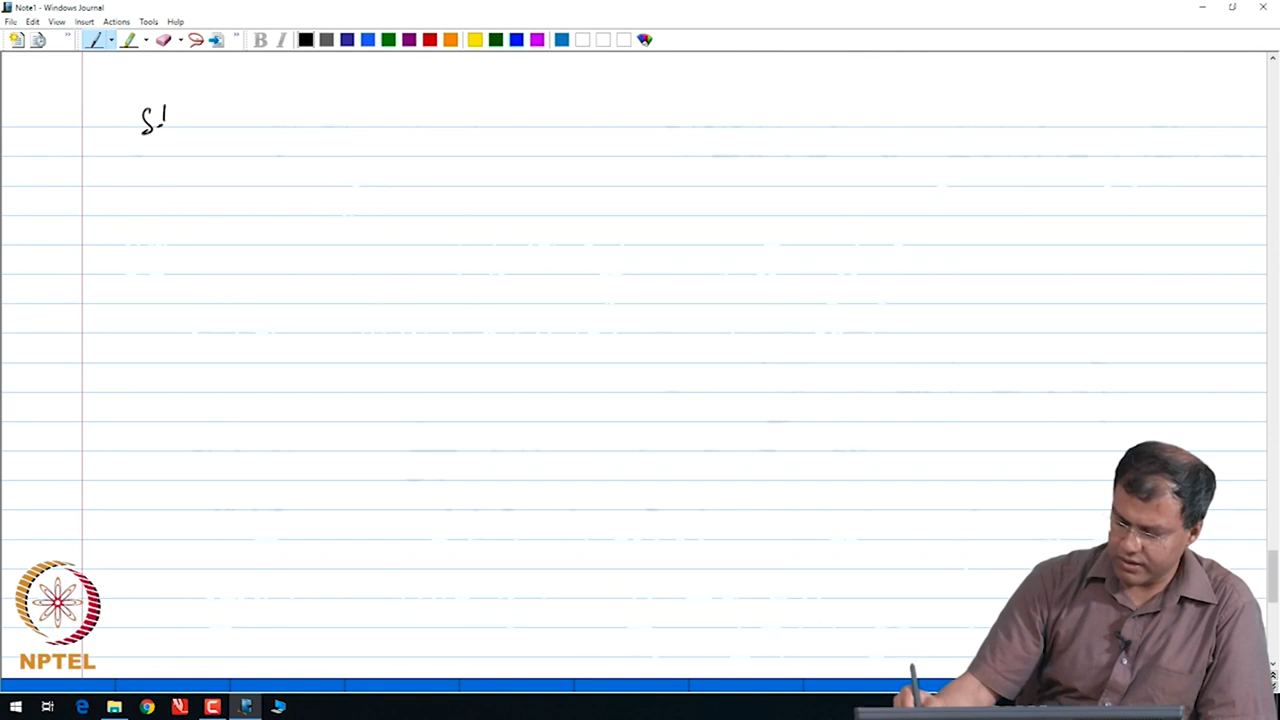 Note1 - Windows Journal
File Edit View Insert Actions Tools Help
B I
NPTEL